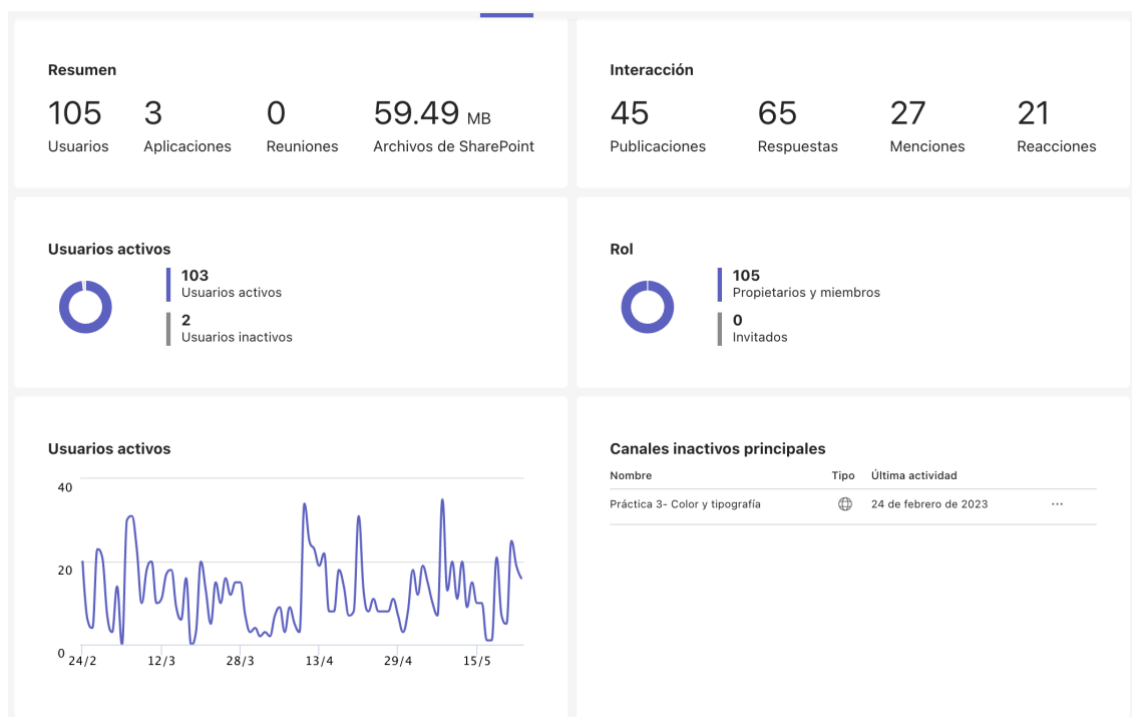 Resumen
105 3 0 59.49 MB
Usuarios Aplicaciones Reuniones Archivos de SharePoint
Interacción
45 65 27 21
Publicaciones Respuestas Menciones Reacciones
Usuarios activos
103
Usuarios activos
2
Usuarios inactivos
Rol
105
Propietarios y miembros
0
Invitados
Usuarios activos
40
20
0
24/2 12/3 28/3 13/4 29/4 15/5
Canales inactivos principales
Nombre Tipo Última actividad
Práctica 3- Color y tipografía 24 de febrero de 2023 ...